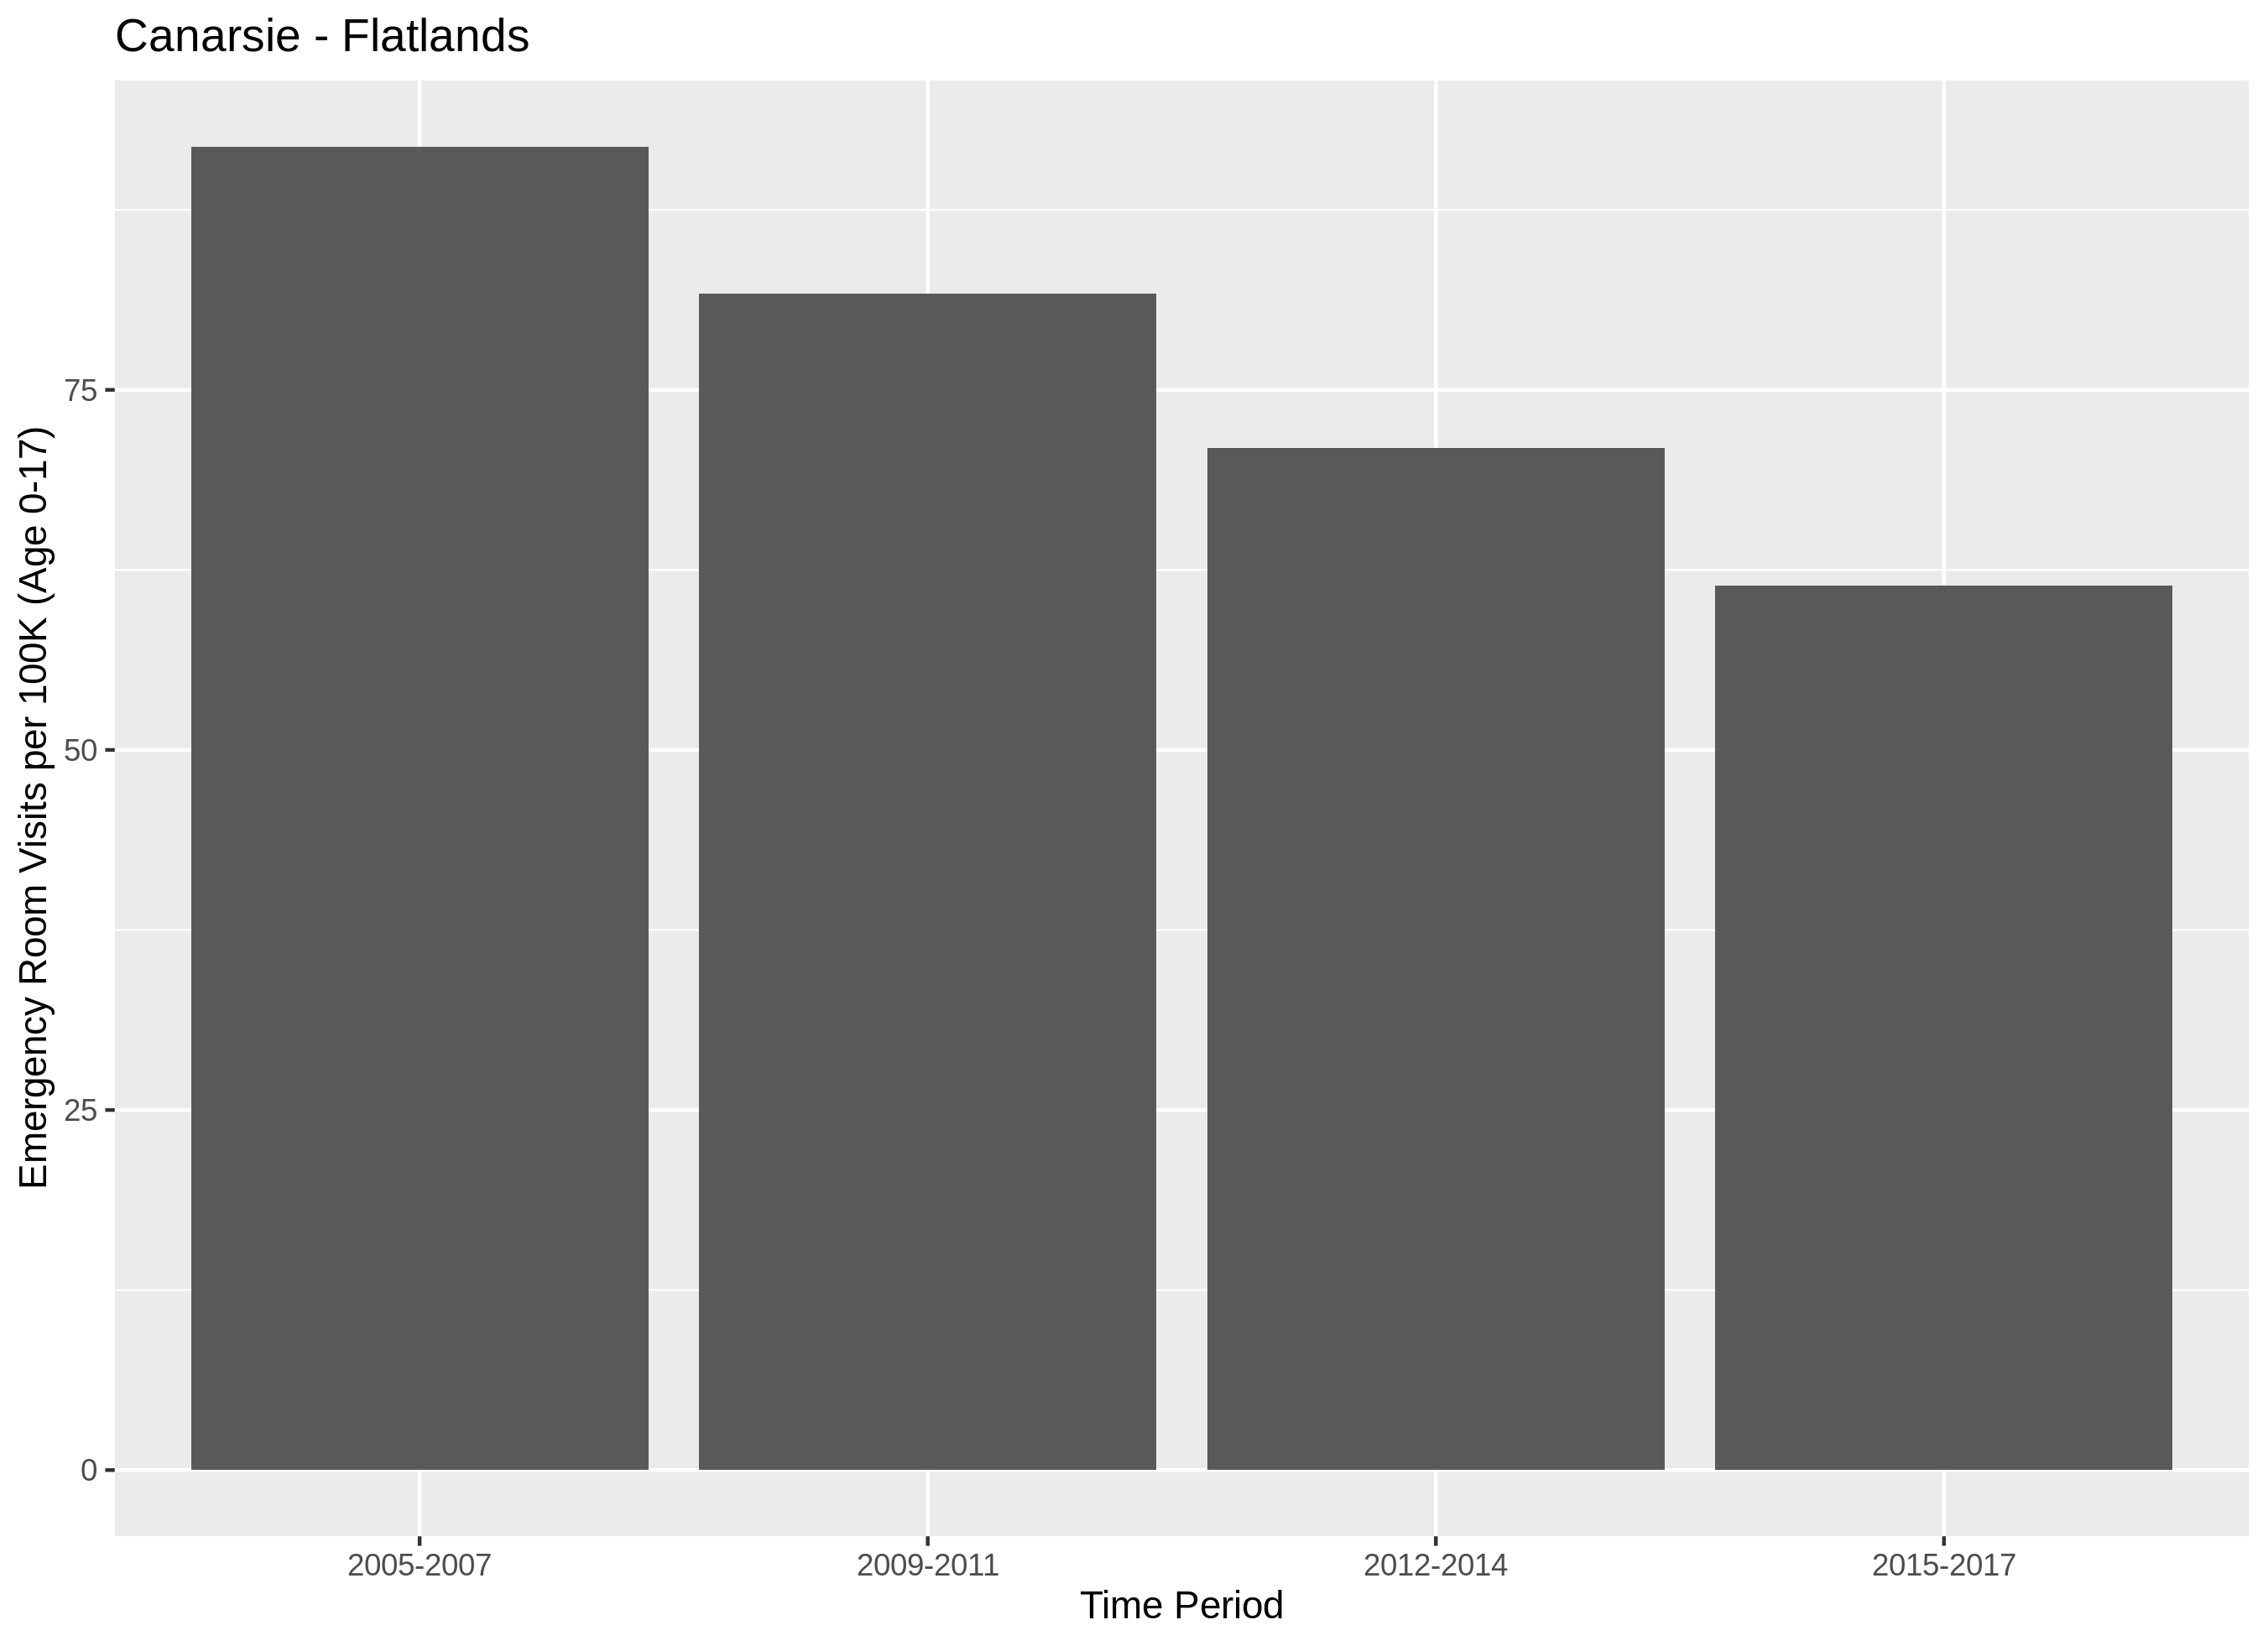 Canarsie - Flatlands
Emergency Room Visits per 100K (Age 0-17)
75
50
25
0
2005-2007
2009-2011
2012-2014
2015-2017
Time Period